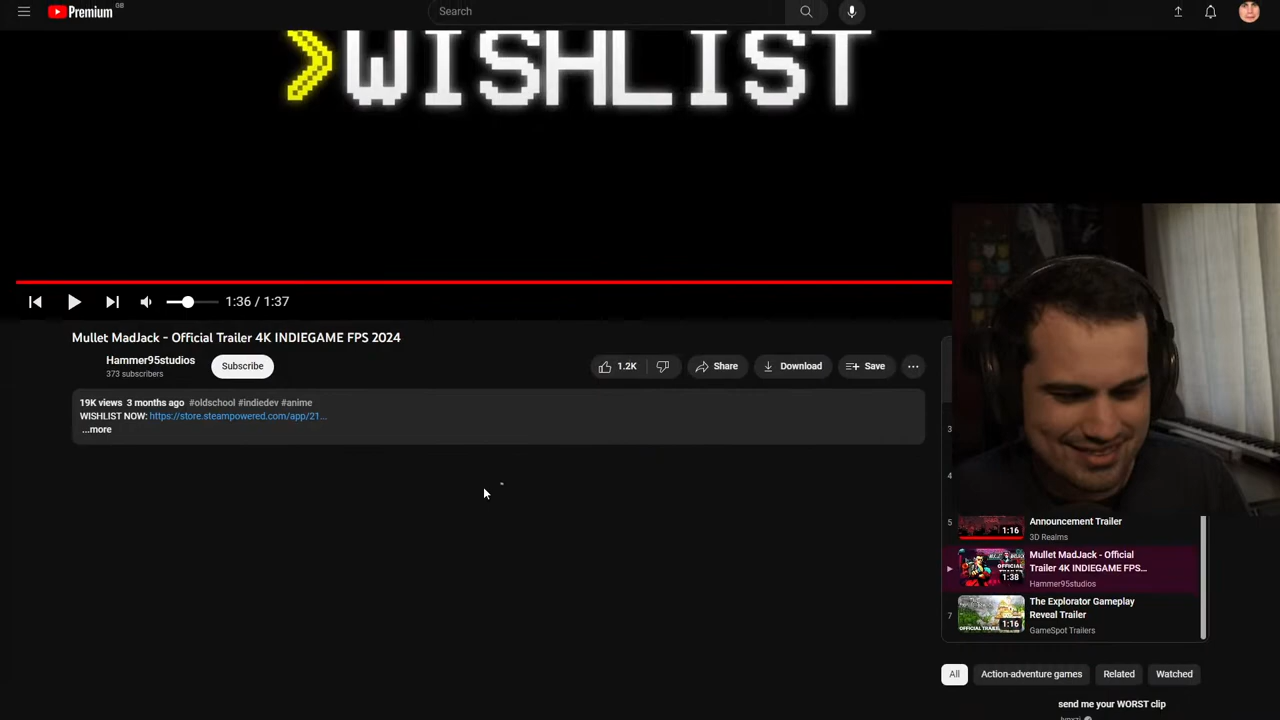 Premium GB
Search
>WISHLIST
1:36 / 1:37
Mullet MadJack - Official Trailer 4K INDIEGAME FPS 2024
Hammer95studios
373 subscribers
Subscribe
1.2K
Share
Download
Save
19K views 3 months ago #oldschool #indiedev #anime
WISHLIST NOW: https://store.steampowered.com/app/21...
...more
3
4
5
Announcement Trailer
3D Realms
1:16
Mullet MadJack - Official
Trailer 4K INDIEGAME FPS...
Hammer95studios
OFFICIAL
1:38
7
The Explorator Gameplay
Reveal Trailer
GameSpot Trailers
1:16
All
Action-adventure games
Related
Watched
send me your WORST clip